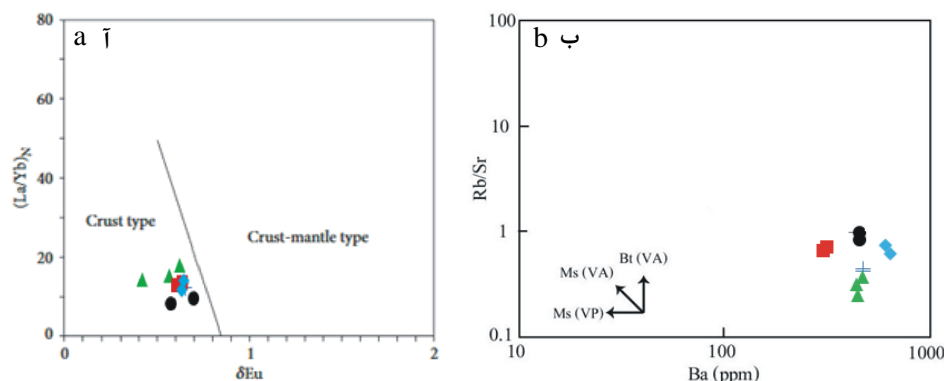 a آ
80
60
40
20
0
(La/Yb)N
Crust type
Crust-mantle type
0 1 2
δEu
b ب
100
10
1
0.1
Rb/Sr
Bt (VA)
Ms (VA)
Ms (VP)
10 100 1000
Ba (ppm)